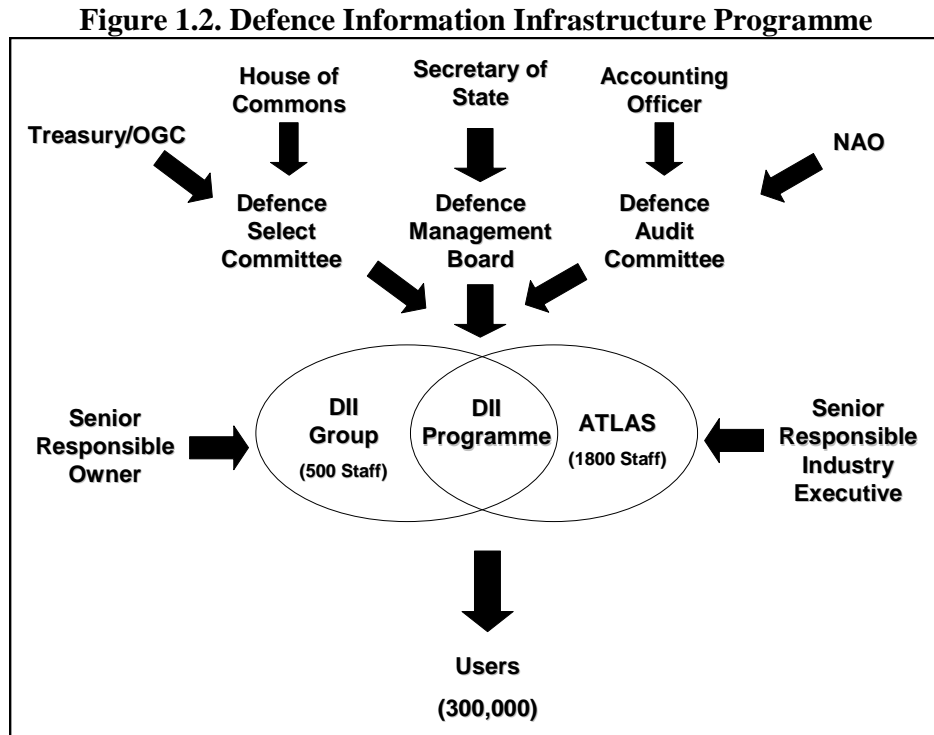 Figure 1.2. Defence Information Infrastructure Programme
House of
Commons
Secretary of
State
Accounting
Officer
Treasury/OGC
NAO
Defence
Select
Committee
Defence
Management
Board
Defence
Audit
Committee
Senior
Responsible
Owner
DII
Group
(500 Staff)
DII
Programme
ATLAS
(1800 Staff)
Senior
Responsible
Industry
Executive
Users
(300,000)